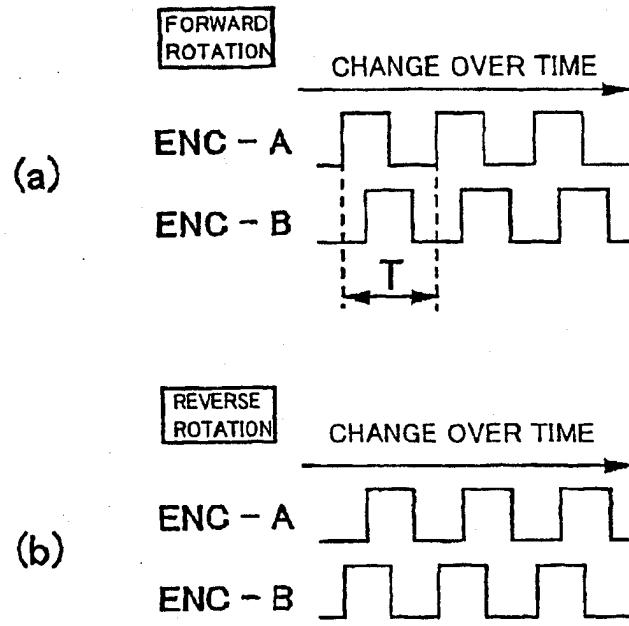 FORWARD
ROTATION
CHANGE OVER TIME
(a)
ENC - A
ENC - B
T
REVERSE
ROTATION
CHANGE OVER TIME
(b)
ENC - A
ENC - B